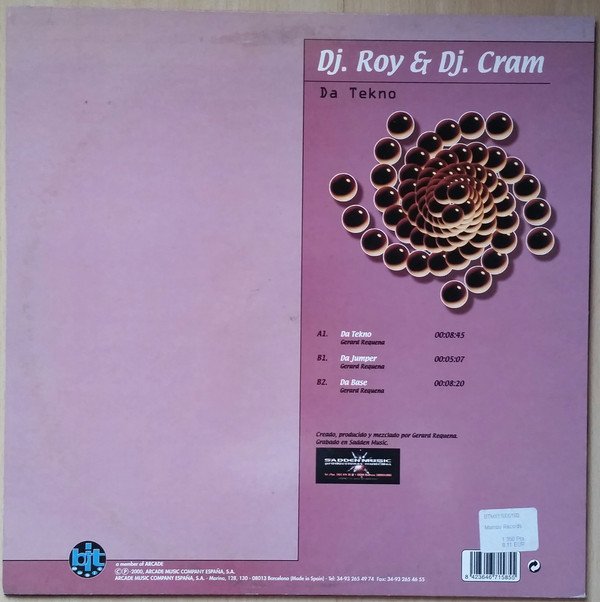 Dj. Roy & Dj. Cram
Da Tekno
A1. Da Tekno 00:08:45
Gerard Requena
B1. Da Jumper 00:05:07
Gerard Requena
B2. Da Base 00:08:20
Gerard Requena
Creado, producido y mezclado por Gerard Requena.
Grabado en Sadden Music.
SADDEN MUSIC
bit
a member of ARCADE
©℗-2000, ARCADE MUSIC COMPANY ESPAÑA, S.A.
ARCADE MUSIC COMPANY ESPAÑA, S.A. - Marina, 128, 130 - 08013 Barcelona (Made in Spain) - Tel: 34-93 265 49 74 Fax: 34-93 265 46 55
Records
1.350 Pts
8,11 EUR
8 423646 715835